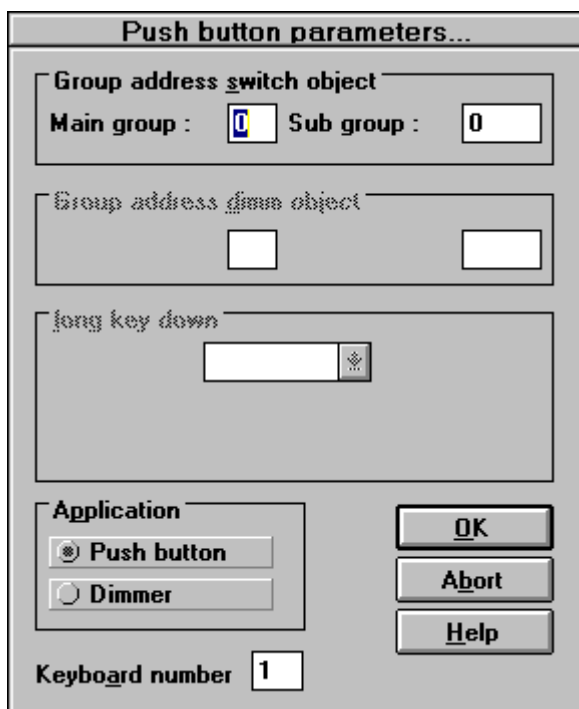 Push button parameters...
Group address switch object
Main group : 0 Sub group : 0
Group address dimm object
long key down
Application
Push button
Dimmer
OK
Abort
Help
Keyboard number 1